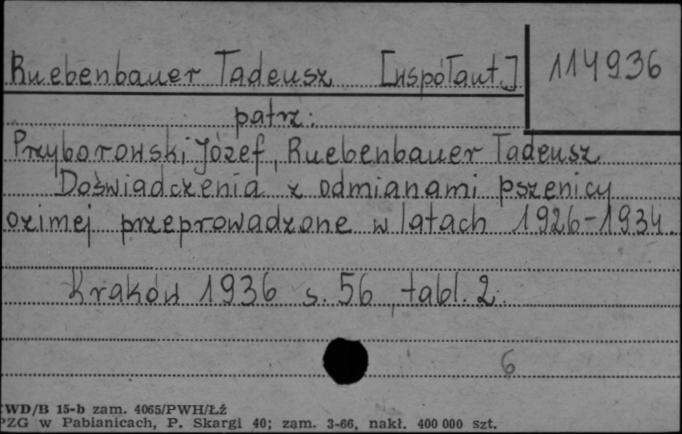 Ruebenbauer Tadeusz [współaut.] 114936
patrz:
Przyborowski Józef, Ruebenbauer Tadeusz
Doświadczenia z odmianami pszenicy
ozimej przeprowadzone w latach 1926-1934.
Kraków 1936 s. 56, tabl. 2.
6
WD/B 15-b zam. 4065/PWH/Łź
PZG w Pabianicach, P. Skargi 40; zam. 3-66, nakł. 400 000 szt.